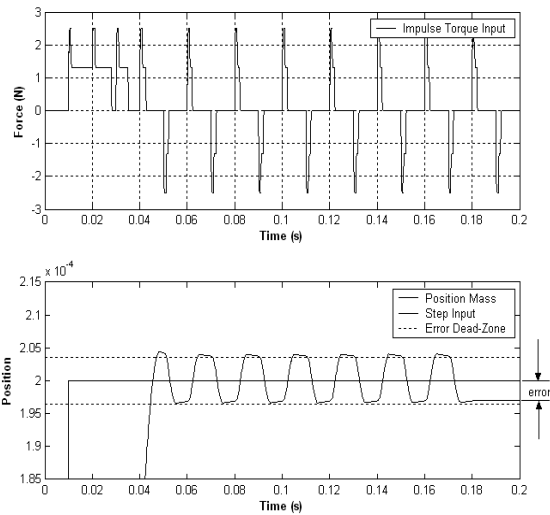 3
2
1
0
-1
-2
-3
Force (N)
Impulse Torque Input
0 0.02 0.04 0.06 0.08 0.1 0.12 0.14 0.16 0.18 0.2
Time (s)
x 10⁻⁴
2.15
2.1
2.05
2
1.95
1.9
1.85
Position
Position Mass
Step Input
Error Dead-Zone
error
0 0.02 0.04 0.06 0.08 0.1 0.12 0.14 0.16 0.18 0.2
Time (s)